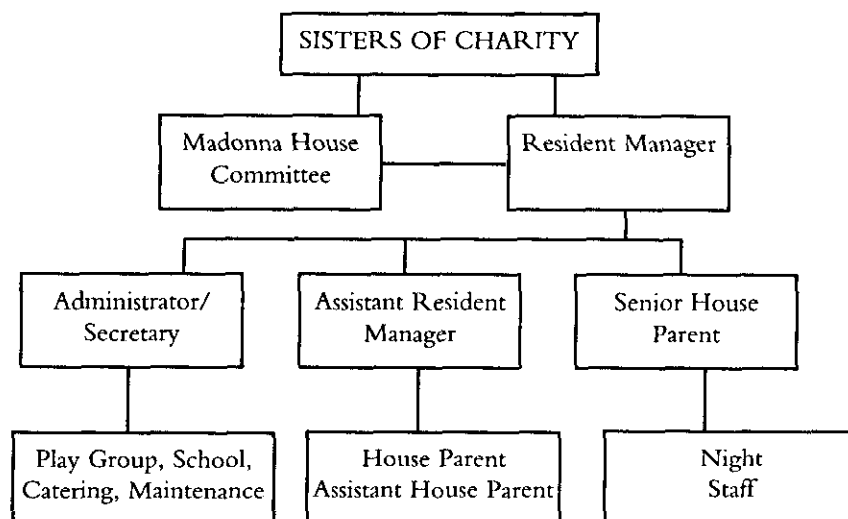 SISTERS OF CHARITY
Madonna House
Committee
Resident Manager
Administrator/
Secretary
Assistant Resident
Manager
Senior House
Parent
Play Group, School,
Catering, Maintenance
House Parent
Assistant House Parent
Night
Staff